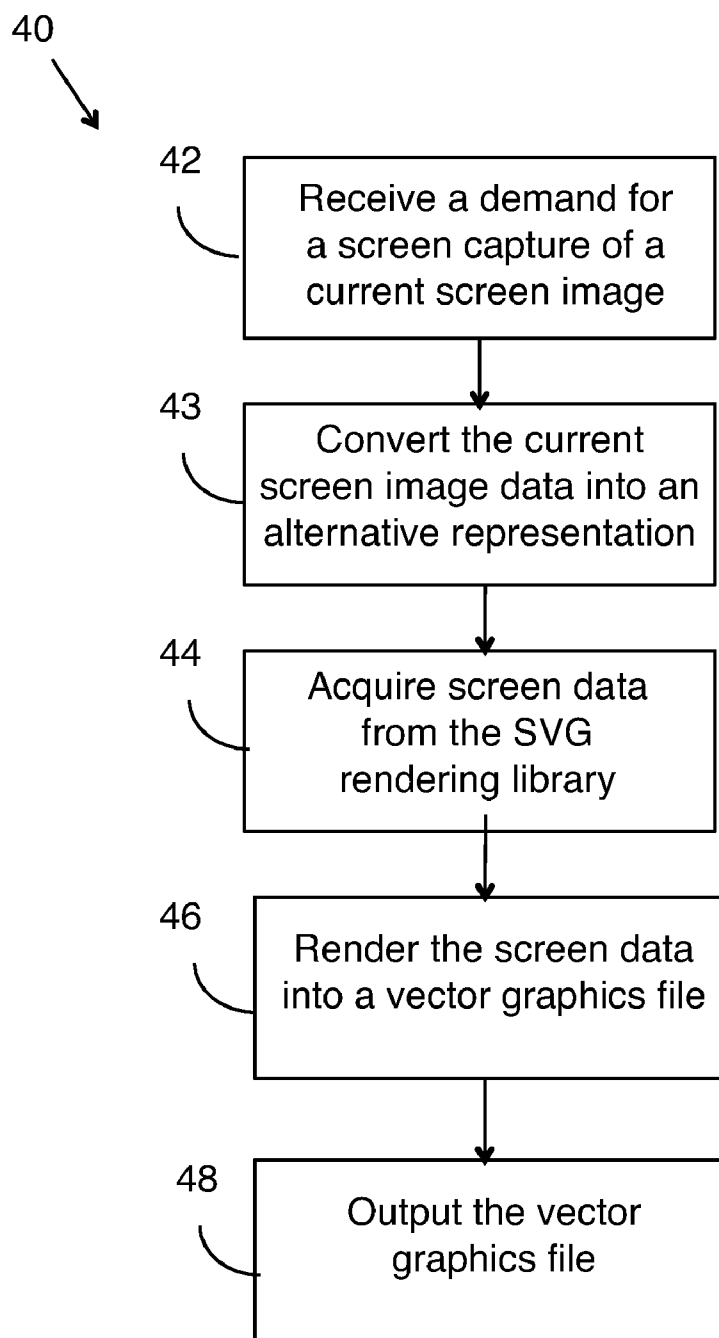 40
42
Receive a demand for
a screen capture of a
current screen image
43
Convert the current
screen image data into an
alternative representation
44
Acquire screen data
from the SVG
rendering library
46
Render the screen data
into a vector graphics file
48
Output the vector
graphics file